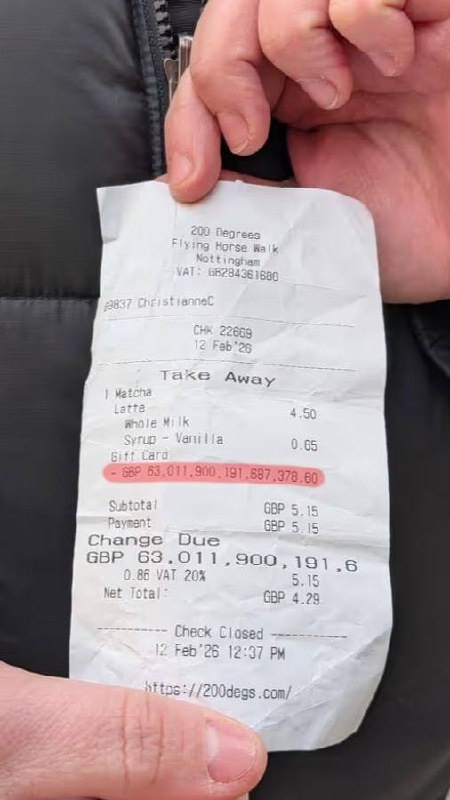 200 Degrees
Flying Horse Walk
Nottingham
VAT: GB284361686
69837 ChristianneC
CHK 22669
12 Feb'26
Take Away
1 Matcha
Latte 4.50
Whole Milk
Syrup - Vanilla 0.65
Gift Card
- GBP 63,011,900,191,687,378.60
Subtotal GBP 5.15
Payment GBP 5.15
Change Due
GBP 63,011,900,191,6
0.86 VAT 20% 5.15
Net Total: GBP 4.29
----------- Check Closed -----------
12 Feb'26 12:37 PM
https://200degs.com/